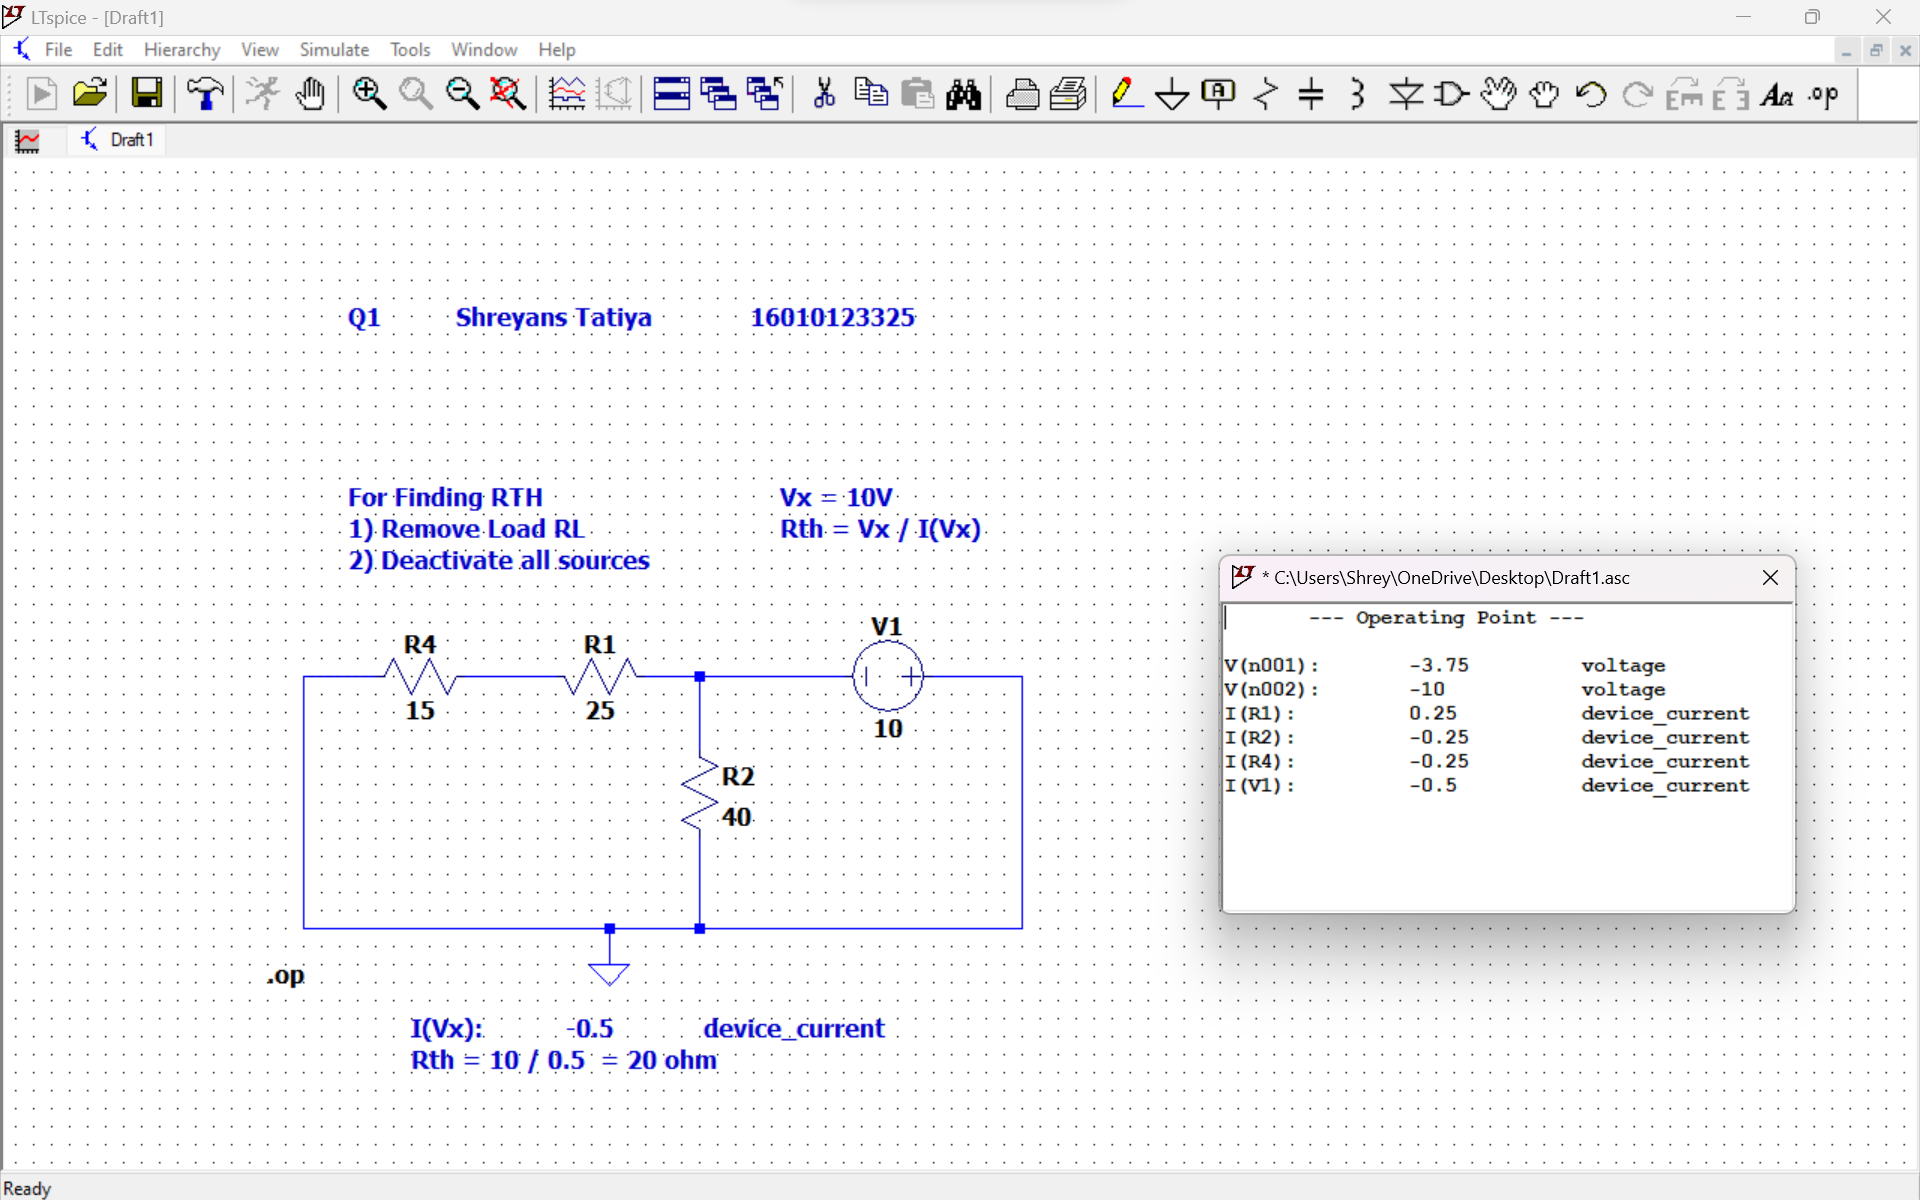 LTspice - [Draft1]
File Edit Hierarchy View Simulate Tools Window Help
A Aa .op
Draft1
Q1 Shreyans Tatiya 16010123325
For Finding RTH
1) Remove Load RL
2) Deactivate all sources
Vx = 10V
Rth = Vx / I(Vx)
R4
15
R1
25
V1
10
R2
40
.op
I(Vx): -0.5 device_current
Rth = 10 / 0.5 = 20 ohm
* C:\Users\Shrey\OneDrive\Desktop\Draft1.asc
--- Operating Point ---
V(n001): -3.75 voltage
V(n002): -10 voltage
I(R1): 0.25 device_current
I(R2): -0.25 device_current
I(R4): -0.25 device_current
I(V1): -0.5 device_current
Ready